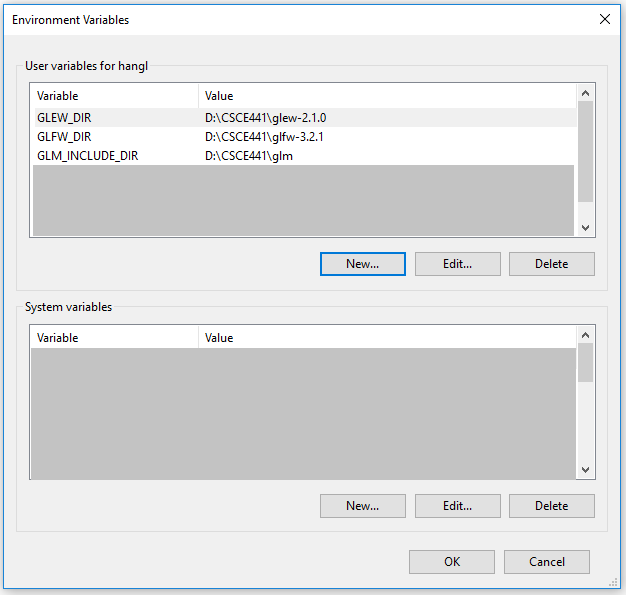 Environment Variables
User variables for hangl
Variable Value
GLEW_DIR D:\CSCE441\glew-2.1.0
GLFW_DIR D:\CSCE441\glfw-3.2.1
GLM_INCLUDE_DIR D:\CSCE441\glm
New... Edit... Delete
System variables
Variable Value
New... Edit... Delete
OK Cancel